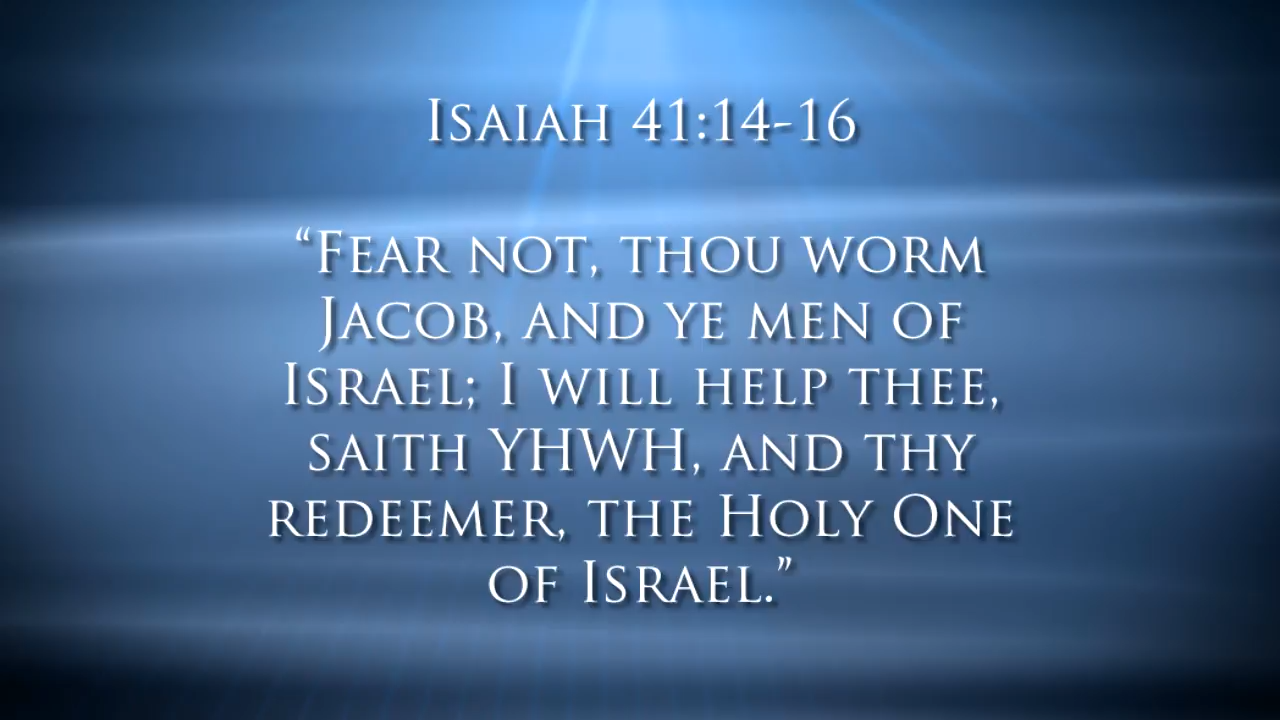 Isaiah 41:14-16
“Fear not, thou worm
Jacob, and ye men of
Israel; I will help thee,
saith YHWH, and thy
redeemer, the Holy One
of Israel.”